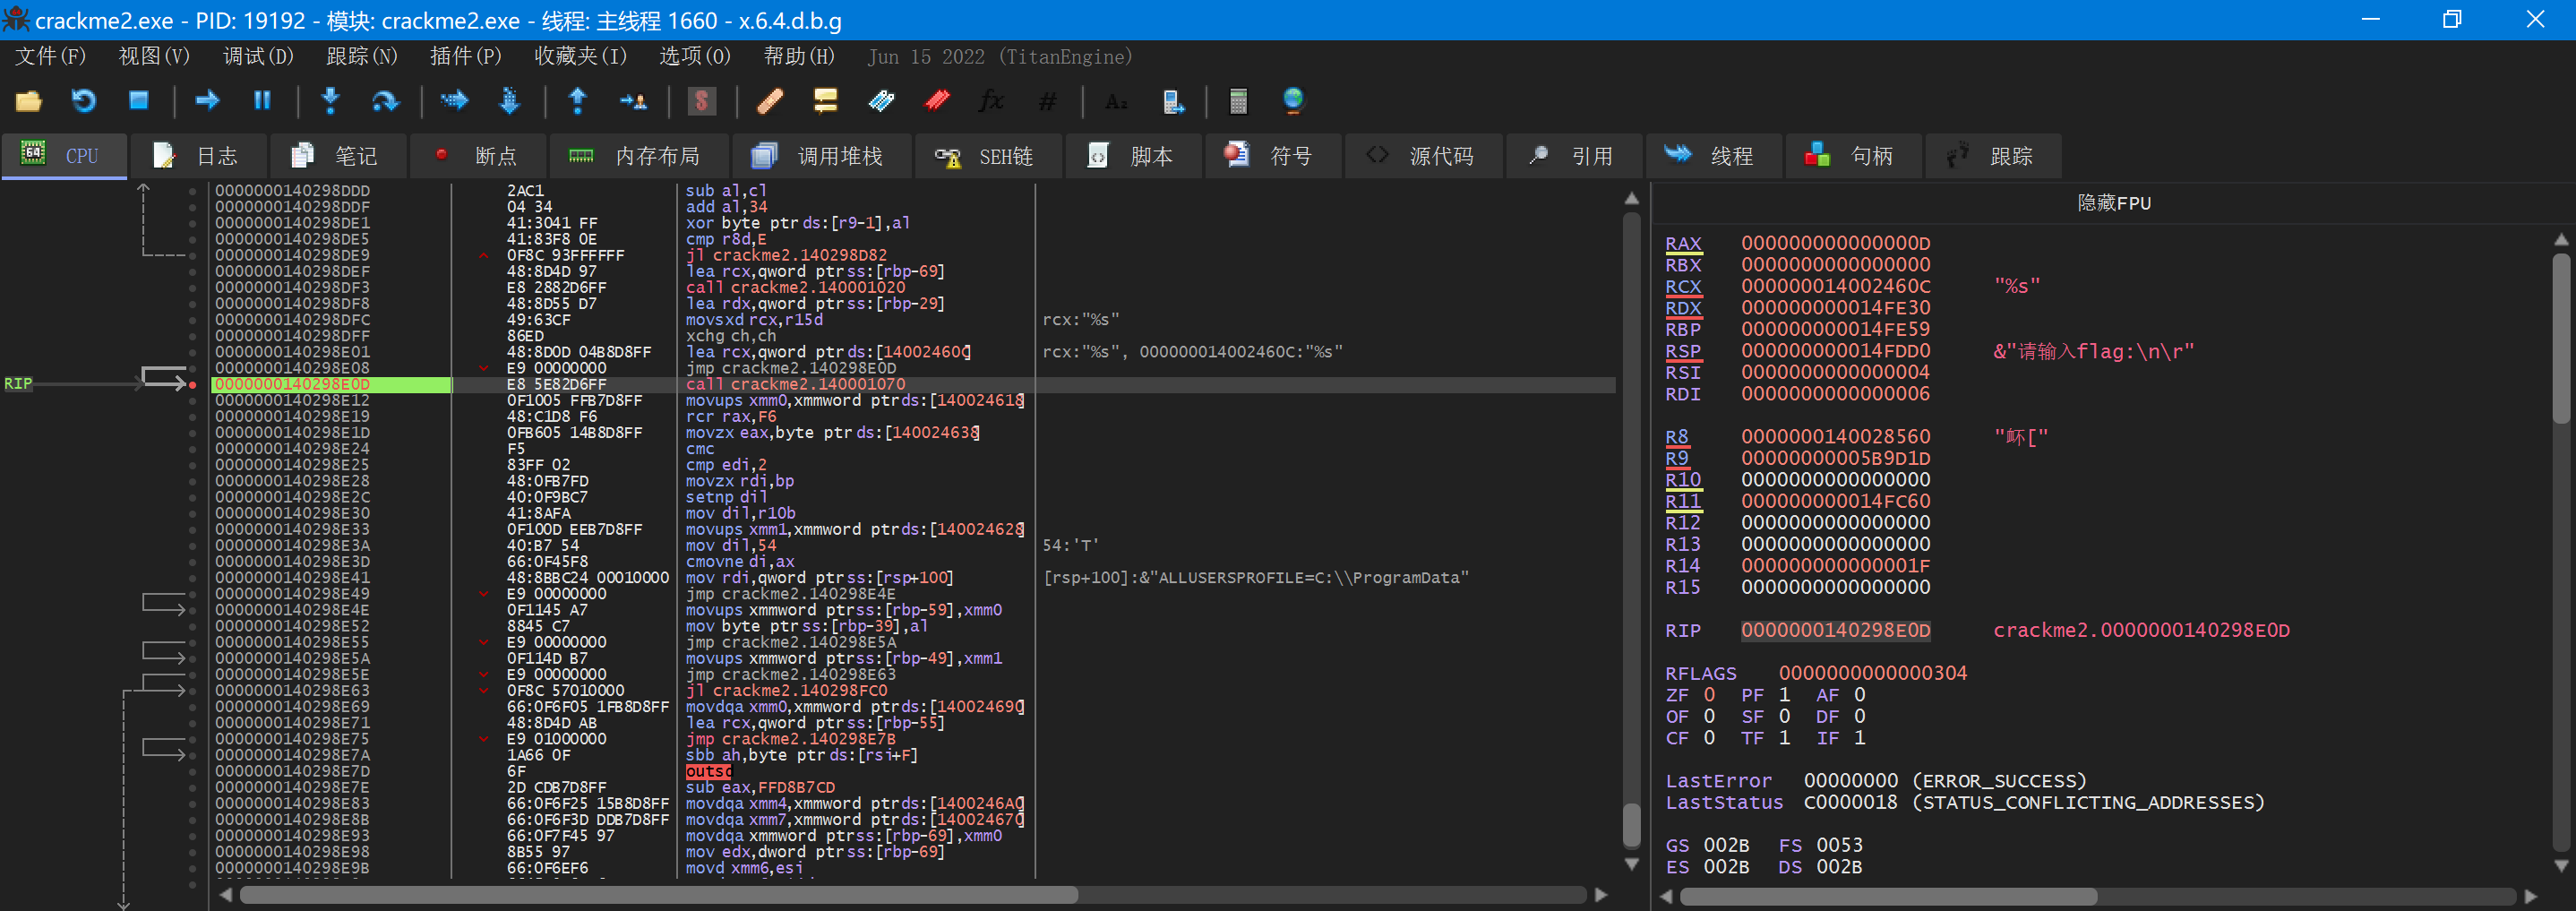 crackme2.exe - PID: 19192 - 模块: crackme2.exe - 线程: 主线程 1660 - x.6.4.d.b.g
文件(F) 视图(V) 调试(D) 跟踪(N) 插件(P) 收藏夹(I) 选项(O) 帮助(H) Jun 15 2022 (TitanEngine)
CPU 日志 笔记 断点 内存布局 调用堆栈 SEH链 脚本 符号 源代码 引用 线程 句柄 跟踪
0000000140298DDD 2AC1 sub al,cl
0000000140298DDF 04 34 add al,34
0000000140298DE1 41:3041 FF xor byte ptr ds:[r9-1],al
0000000140298DE5 41:83F8 0E cmp r8d,E
0000000140298DE9 0F8C 93FFFFFF jl crackme2.140298D82
0000000140298DEF 48:8D4D 97 lea rcx,qword ptr ss:[rbp-69]
0000000140298DF3 E8 2882D6FF call crackme2.140001020
0000000140298DF8 48:8D55 D7 lea rdx,qword ptr ss:[rbp-29]
0000000140298DFC 49:63CF movsxd rcx,r15d rcx:"%s"
0000000140298DFF 86ED xchg ch,ch
0000000140298E01 48:8D0D 04B8D8FF lea rcx,qword ptr ds:[14002460C] rcx:"%s", 000000014002460C:"%s"
0000000140298E08 E9 00000000 jmp crackme2.140298E0D
RIP 0000000140298E0D E8 5E82D6FF call crackme2.140001070
0000000140298E12 0F1005 FFB7D8FF movups xmm0,xmmword ptr ds:[140024618]
0000000140298E19 48:C1D8 F6 rcr rax,F6
0000000140298E1D 0FB605 14B8D8FF movzx eax,byte ptr ds:[140024638]
0000000140298E24 F5 cmc
0000000140298E25 83FF 02 cmp edi,2
0000000140298E28 48:0FB7FD movzx rdi,bp
0000000140298E2C 40:0F9BC7 setnp dil
0000000140298E30 41:8AFA mov dil,r10b
0000000140298E33 0F100D EEB7D8FF movups xmm1,xmmword ptr ds:[140024628]
0000000140298E3A 40:B7 54 mov dil,54 54:'T'
0000000140298E3D 66:0F45F8 cmovne di,ax
0000000140298E41 48:8BBC24 00010000 mov rdi,qword ptr ss:[rsp+100] [rsp+100]:&"ALLUSERSPROFILE=C:\\ProgramData"
0000000140298E49 E9 00000000 jmp crackme2.140298E4E
0000000140298E4E 0F1145 A7 movups xmmword ptr ss:[rbp-59],xmm0
0000000140298E52 8845 C7 mov byte ptr ss:[rbp-39],al
0000000140298E55 E9 00000000 jmp crackme2.140298E5A
0000000140298E5A 0F114D B7 movups xmmword ptr ss:[rbp-49],xmm1
0000000140298E5E E9 00000000 jmp crackme2.140298E63
0000000140298E63 0F8C 57010000 jl crackme2.140298FC0
0000000140298E69 66:0F6F05 1FB8D8FF movdqa xmm0,xmmword ptr ds:[140024690]
0000000140298E71 48:8D4D AB lea rcx,qword ptr ss:[rbp-55]
0000000140298E75 E9 01000000 jmp crackme2.140298E7B
0000000140298E7A 1A66 0F sbb ah,byte ptr ds:[rsi+F]
0000000140298E7D 6F outsd
0000000140298E7E 2D CDB7D8FF sub eax,FFD8B7CD
0000000140298E83 66:0F6F25 15B8D8FF movdqa xmm4,xmmword ptr ds:[1400246A0]
0000000140298E8B 66:0F6F3D DDB7D8FF movdqa xmm7,xmmword ptr ds:[140024670]
0000000140298E93 66:0F7F45 97 movdqa xmmword ptr ss:[rbp-69],xmm0
0000000140298E98 8B55 97 mov edx,dword ptr ss:[rbp-69]
0000000140298E9B 66:0F6EF6 movd xmm6,esi
隐藏FPU
RAX 000000000000000D
RBX 0000000000000000
RCX 000000014002460C "%s"
RDX 000000000014FE30
RBP 000000000014FE59
RSP 000000000014FDD0 &"请输入flag:\n\r"
RSI 0000000000000004
RDI 0000000000000006
R8 0000000140028560 "衃["
R9 00000000005B9D1D
R10 0000000000000000
R11 000000000014FC60
R12 0000000000000000
R13 0000000000000000
R14 000000000000001F
R15 0000000000000000
RIP 0000000140298E0D crackme2.0000000140298E0D
RFLAGS 0000000000000304
ZF 0 PF 1 AF 0
OF 0 SF 0 DF 0
CF 0 TF 1 IF 1
LastError 00000000 (ERROR_SUCCESS)
LastStatus C0000018 (STATUS_CONFLICTING_ADDRESSES)
GS 002B FS 0053
ES 002B DS 002B